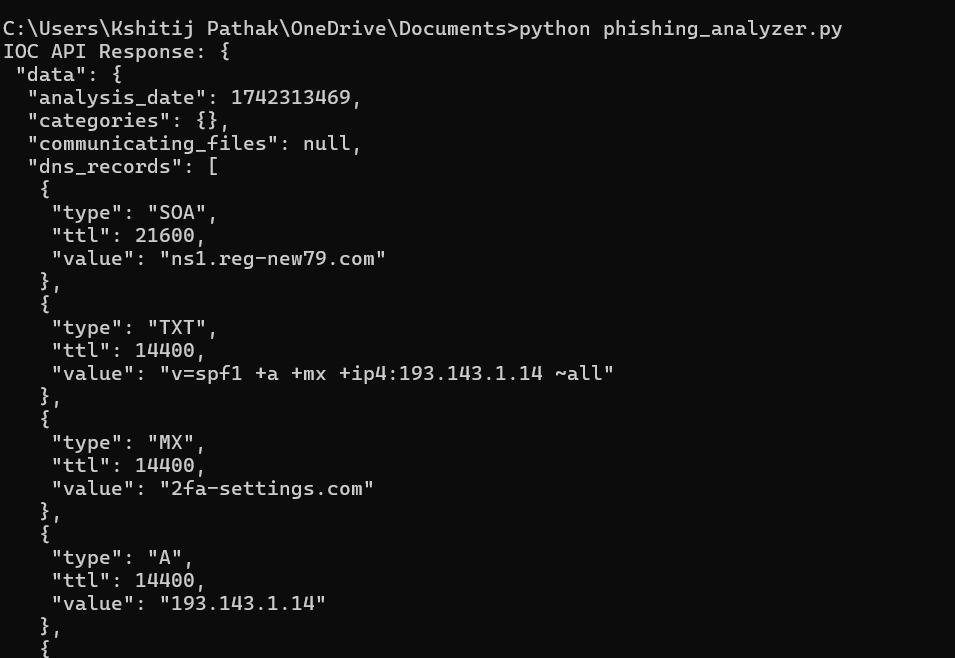 C:\Users\Kshitij Pathak\OneDrive\Documents>python phishing_analyzer.py
IOC API Response: {
 "data": {
  "analysis_date": 1742313469,
  "categories": {},
  "communicating_files": null,
  "dns_records": [
   {
    "type": "SOA",
    "ttl": 21600,
    "value": "ns1.reg-new79.com"
   },
   {
    "type": "TXT",
    "ttl": 14400,
    "value": "v=spf1 +a +mx +ip4:193.143.1.14 ~all"
   },
   {
    "type": "MX",
    "ttl": 14400,
    "value": "2fa-settings.com"
   },
   {
    "type": "A",
    "ttl": 14400,
    "value": "193.143.1.14"
   },
   {